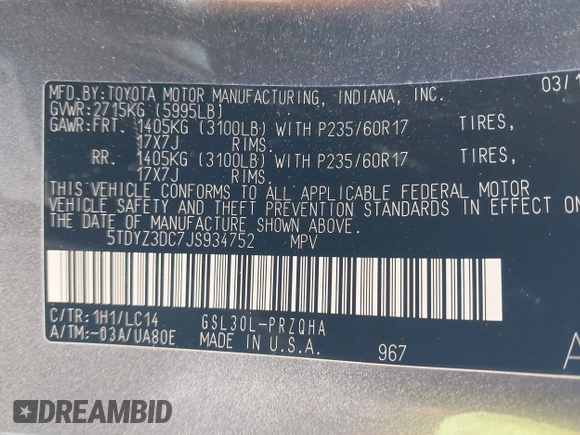 MFD.BY:TOYOTA MOTOR MANUFACTURING, INDIANA, INC. 03/1
GVWR:2715KG (5995LB)
GAWR:FRT. 1405KG (3100LB) WITH P235/60R17 TIRES,
17X7J RIMS.
RR. 1405KG (3100LB) WITH P235/60R17 TIRES,
17X7J RIMS.
THIS VEHICLE CONFORMS TO ALL APPLICABLE FEDERAL MOTOR
VEHICLE SAFETY AND THEFT PREVENTION STANDARDS IN EFFECT ON
THE DATE OF MANUFACTURE SHOWN ABOVE.
5TDYZ3DC7JS934752 MPV
C/TR:1H1/LC14 GSL30L-PRZQHA
A/TM:-03A/UA80E MADE IN U.S.A. 967 A
DREAMBID